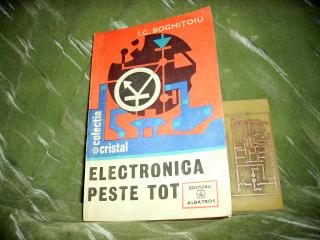 I.C. BOGHIŢOIU
colecţia
cristal
ELECTRONICA
PESTE TOT
EDITURA
ALBATROS